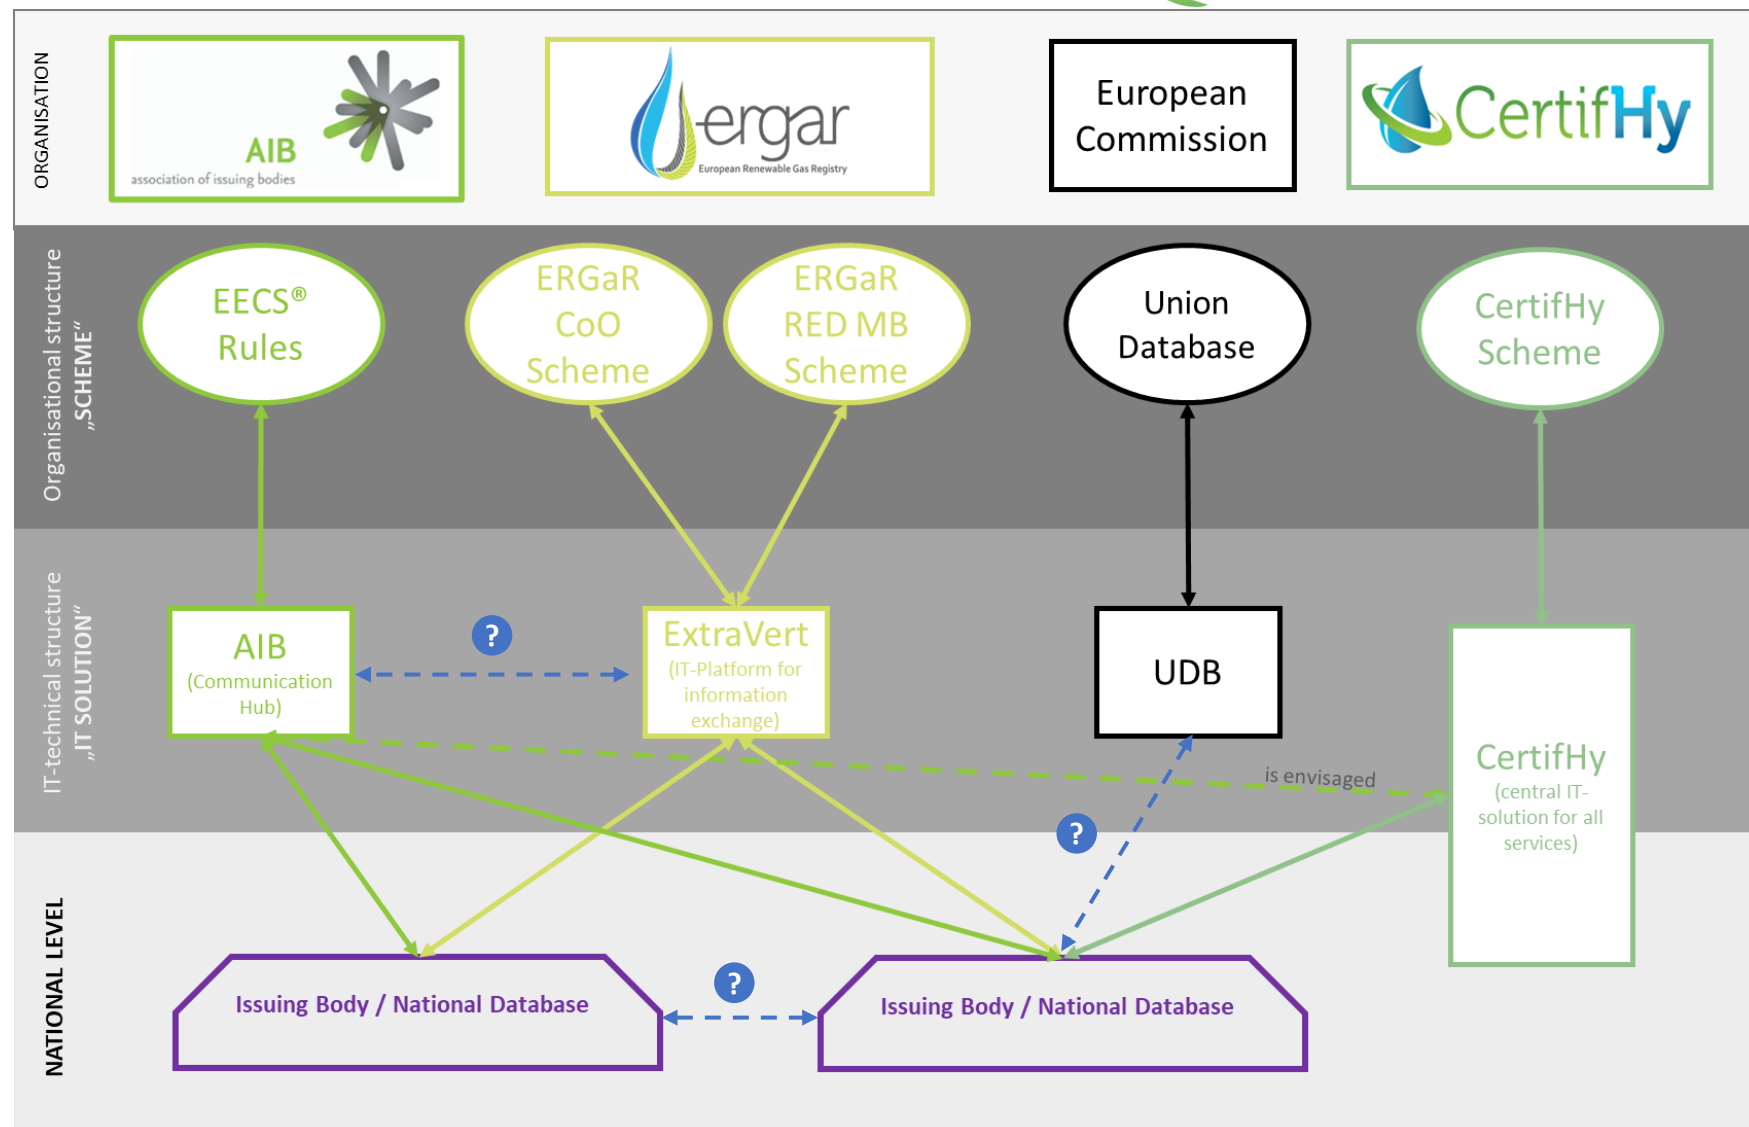 ORGANISATION
AIB
association of issuing bodies
ergar
European Renewable Gas Registry
European
Commission
CertifHy
Organisational structure
„SCHEME“
EECS®
Rules
ERGaR
CoO
Scheme
ERGaR
RED MB
Scheme
Union
Database
CertifHy
Scheme
IT-technical structure
„IT SOLUTION“
AIB
(Communication
Hub)
?
ExtraVert
(IT-Platform for
information
exchange)
UDB
is envisaged
CertifHy
(central IT-
solution for all
services)
?
NATIONAL LEVEL
Issuing Body / National Database
?
Issuing Body / National Database